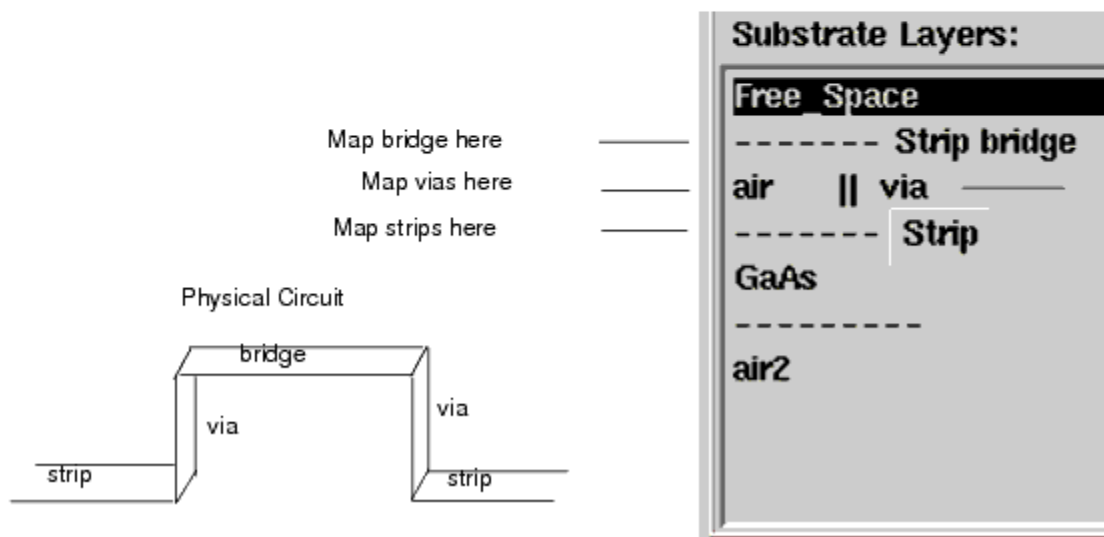 Substrate Layers:
Free_Space
Map bridge here
------- Strip bridge
Map vias here
air || via
Map strips here
------- Strip
GaAs
Physical Circuit
---------
bridge
air2
via
via
strip
strip